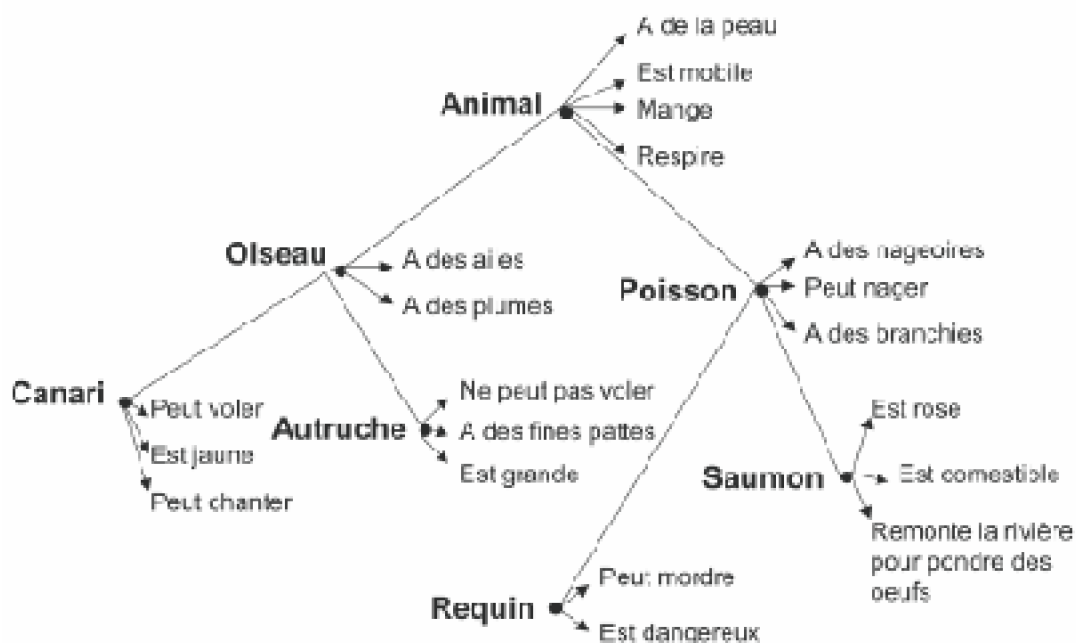 A de la peau
Est mobile
Animal
Mange
Respire
Oiseau
A des ailes
A des plumes
Poisson
A des nageoires
Peut nager
A des branchies
Canari
Peut voler
Est jaune
Peut chanter
Autruche
Ne peut pas voler
A des fines pattes
Est grande
Saumon
Est rose
Est comestible
Remonte la rivière
pour pondre des
oeufs
Requin
Peut mordre
Est dangereux